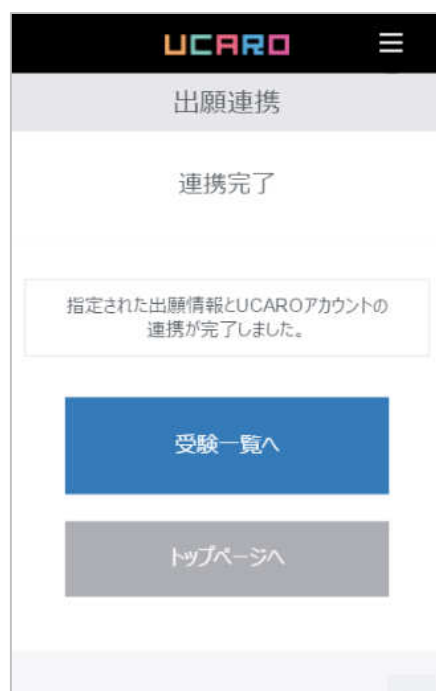 UCARO
出願連携
連携完了
指定された出願情報とUCAROアカウントの
連携が完了しました。
受験一覧へ
トップページへ